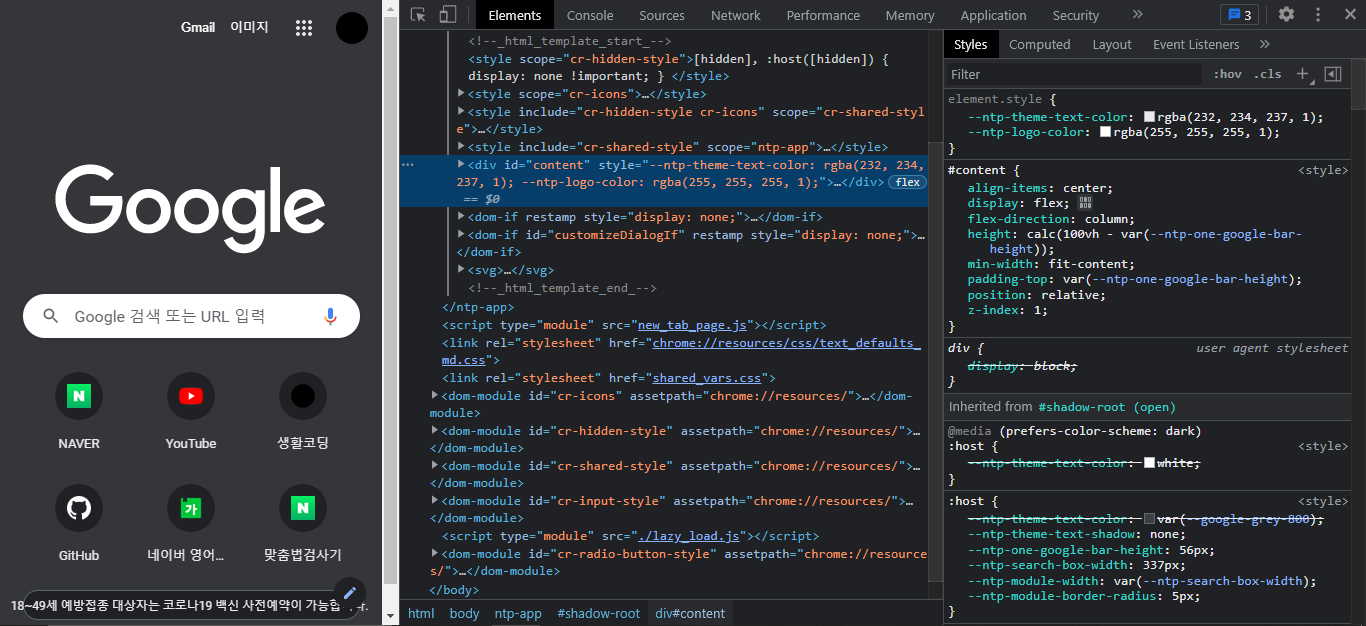 Gmail 이미지
Google
Google 검색 또는 URL 입력
NAVER YouTube 생활코딩
GitHub 네이버 영어... 맞춤법검사기
18~49세 예방접종 대상자는 코로나19 백신 사전예약이 가능합
Elements Console Sources Network Performance Memory Application Security » 3
<!--_html_template_start_-->
<style scope="cr-hidden-style">[hidden], :host([hidden]) {
display: none !important; } </style>
<style scope="cr-icons">…</style>
<style include="cr-hidden-style cr-icons" scope="cr-shared-styl
e">…</style>
<style include="cr-shared-style" scope="ntp-app">…</style>
<div id="content" style="--ntp-theme-text-color: rgba(232, 234,
237, 1); --ntp-logo-color: rgba(255, 255, 255, 1);">…</div> flex
== $0
<dom-if restamp style="display: none;">…</dom-if>
<dom-if id="customizeDialogIf" restamp style="display: none;">…
</dom-if>
<svg>…</svg>
<!--_html_template_end_-->
</ntp-app>
<script type="module" src="new_tab_page.js"></script>
<link rel="stylesheet" href="chrome://resources/css/text_defaults_
md.css">
<link rel="stylesheet" href="shared_vars.css">
<dom-module id="cr-icons" assetpath="chrome://resources/">…</dom-
module>
<dom-module id="cr-hidden-style" assetpath="chrome://resources/">…
</dom-module>
<dom-module id="cr-shared-style" assetpath="chrome://resources/">…
</dom-module>
<dom-module id="cr-input-style" assetpath="chrome://resources/">…
</dom-module>
<script type="module" src="./lazy_load.js"></script>
<dom-module id="cr-radio-button-style" assetpath="chrome://resource
s/">…</dom-module>
</body>
html body ntp-app #shadow-root div#content
Styles Computed Layout Event Listeners »
Filter :hov .cls +
element.style {
--ntp-theme-text-color: rgba(232, 234, 237, 1);
--ntp-logo-color: rgba(255, 255, 255, 1);
}
#content { <style>
align-items: center;
display: flex;
flex-direction: column;
height: calc(100vh - var(--ntp-one-google-bar-
height));
min-width: fit-content;
padding-top: var(--ntp-one-google-bar-height);
position: relative;
z-index: 1;
}
div { user agent stylesheet
display: block;
}
Inherited from #shadow-root (open)
@media (prefers-color-scheme: dark)
:host { <style>
--ntp-theme-text-color: white;
}
:host { <style>
--ntp-theme-text-color: var(--google-grey-800);
--ntp-theme-text-shadow: none;
--ntp-one-google-bar-height: 56px;
--ntp-search-box-width: 337px;
--ntp-module-width: var(--ntp-search-box-width);
--ntp-module-border-radius: 5px;
}